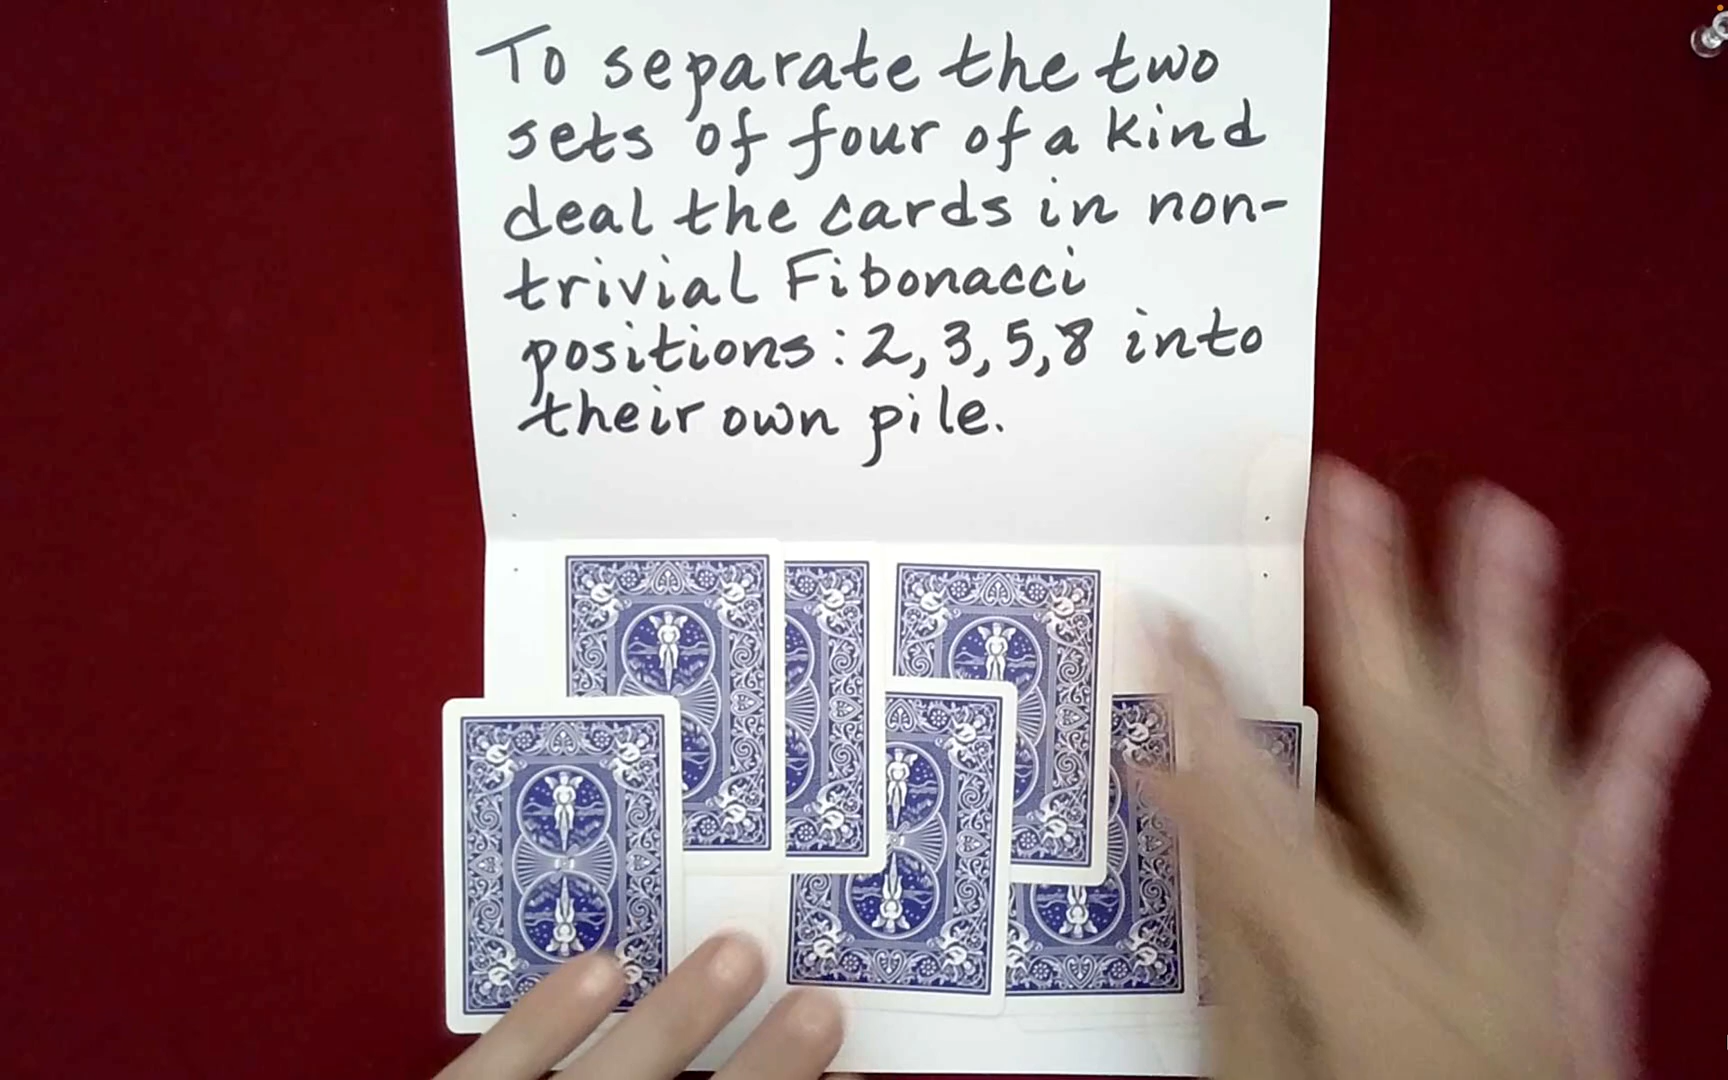 To separate the two
sets of four of a kind
deal the cards in non-
trivial Fibonacci
positions: 2, 3, 5, 8 into
their own pile.